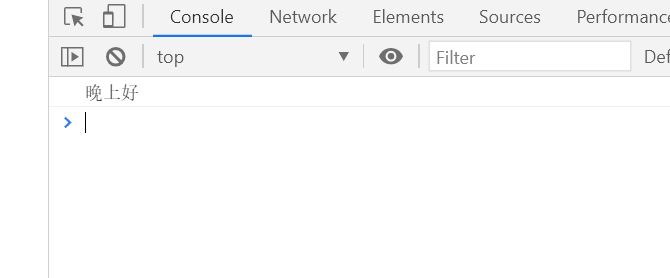 Console Network Elements Sources Performance
top Filter Def
晚上好